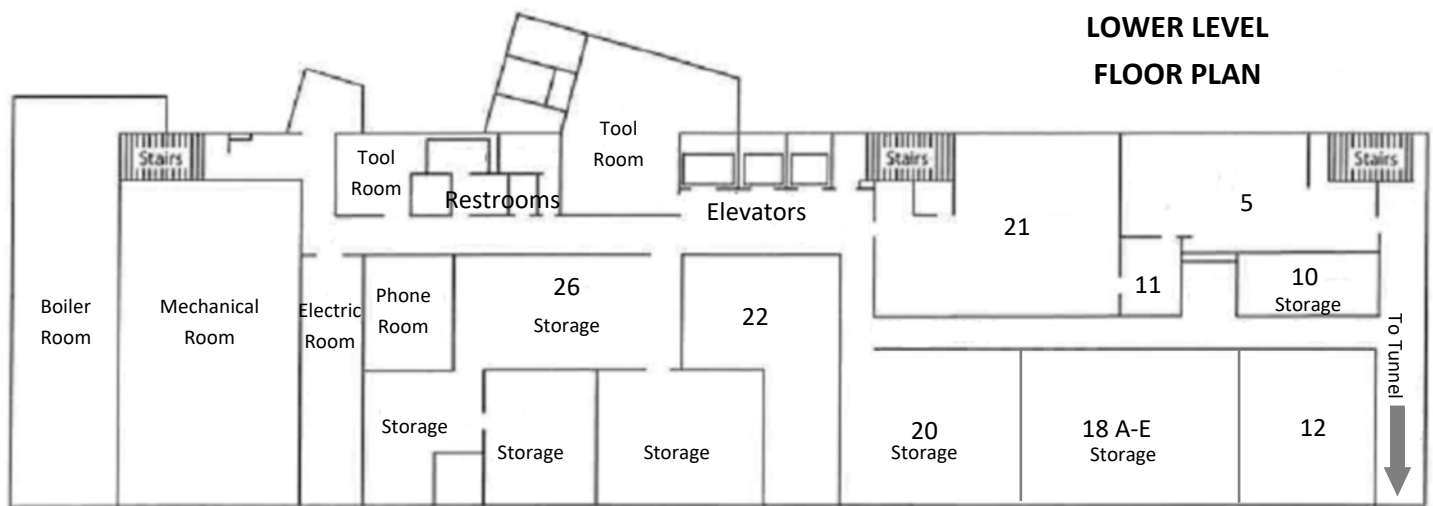 LOWER LEVEL
FLOOR PLAN
Stairs
Tool
Room
Tool
Room
Restrooms
Elevators
Stairs
Stairs
21
5
11
10
Storage
Boiler
Room
Mechanical
Room
Electric
Room
Phone
Room
26
Storage
22
Storage
Storage
Storage
20
Storage
18 A-E
Storage
12
To Tunnel